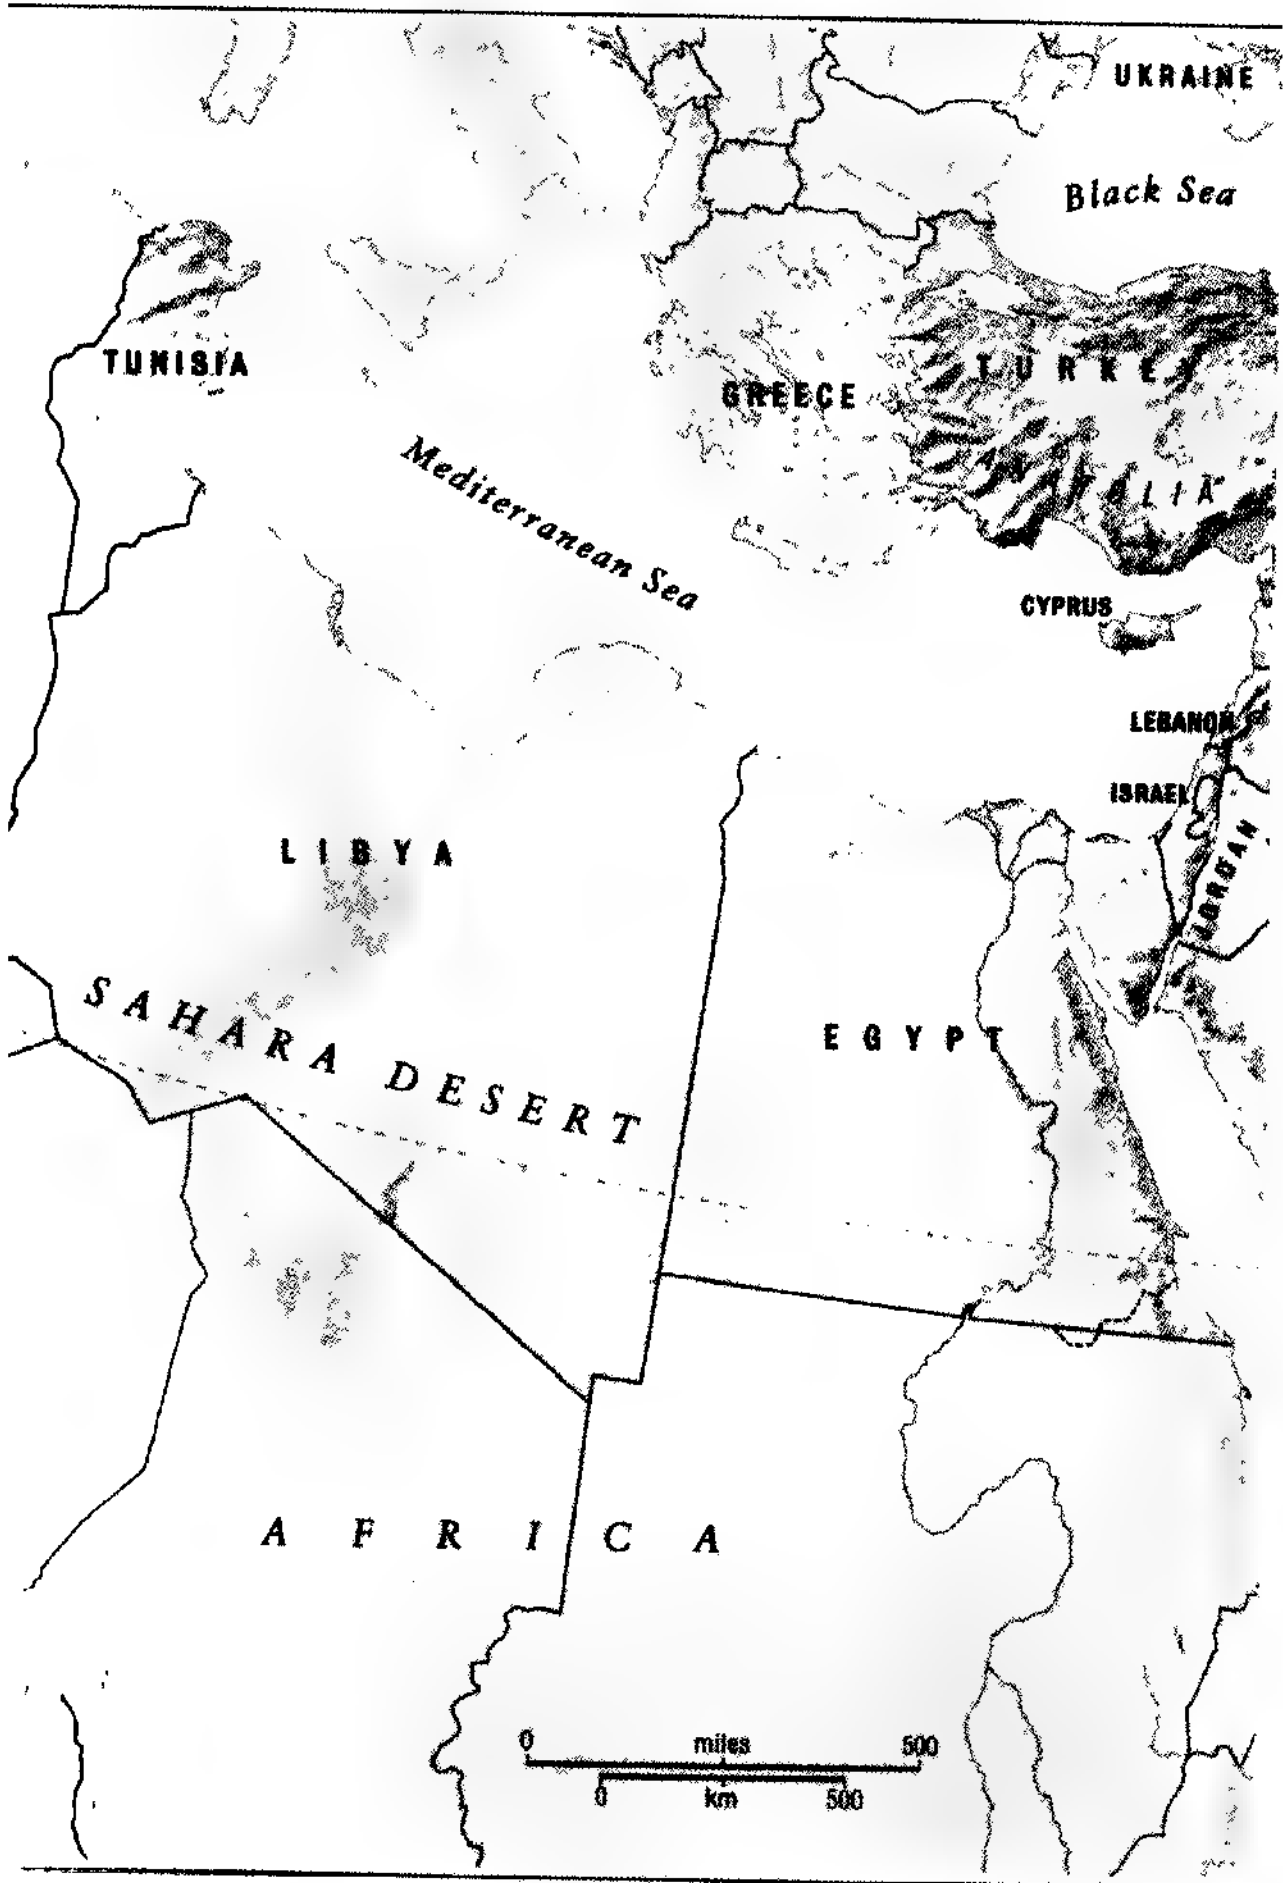 UKRAINE
Black Sea
TUNISIA
TURKEY
GREECE
ANATOLIA
Mediterranean Sea
CYPRUS
LEBANON
ISRAEL
JORDAN
LIBYA
SAHARA DESERT
EGYPT
AFRICA
0 miles 500
0 km 500